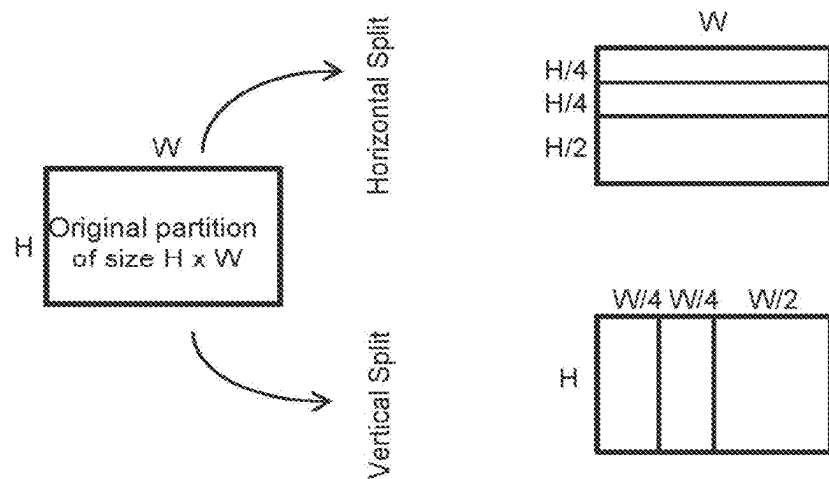 W
H
Original partition
of size H x W
Horizontal Split
Vertical Split
W
H/4
H/4
H/2
W/4 W/4 W/2
H